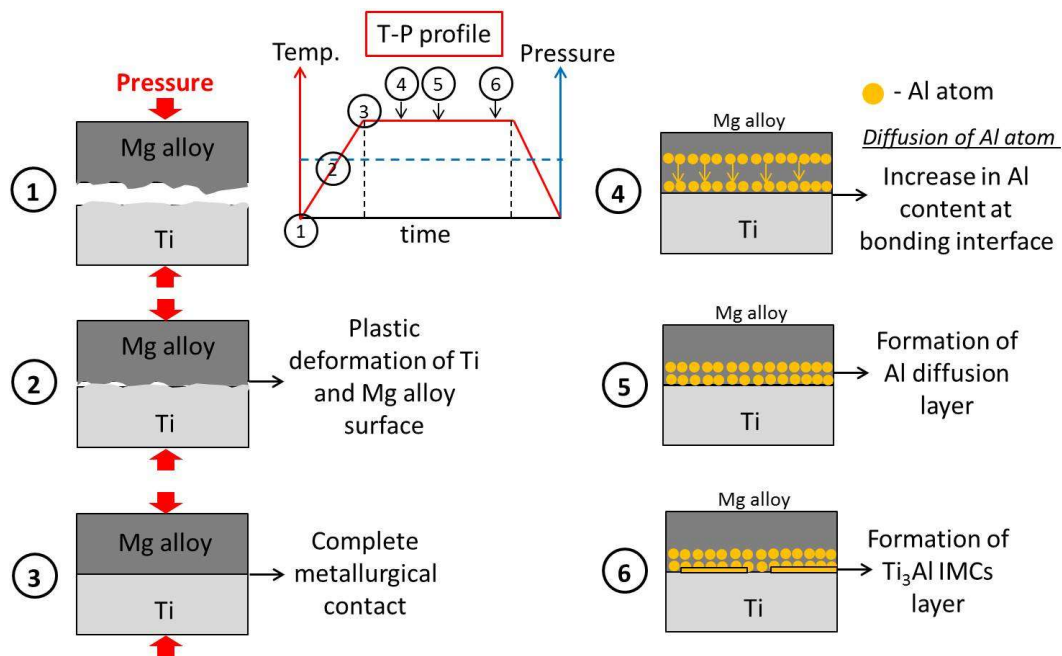 T-P profile
Temp.
Pressure
4
5
6
3
2
1
time
Pressure
Mg alloy
1
Ti
Mg alloy
2
Ti
Plastic
deformation of Ti
and Mg alloy
surface
Mg alloy
3
Ti
Complete
metallurgical
contact
- Al atom
Mg alloy
Diffusion of Al atom
4
Ti
Increase in Al
content at
bonding interface
Mg alloy
5
Ti
Formation of
Al diffusion
layer
Mg alloy
6
Ti
Formation of
Ti₃Al IMCs
layer